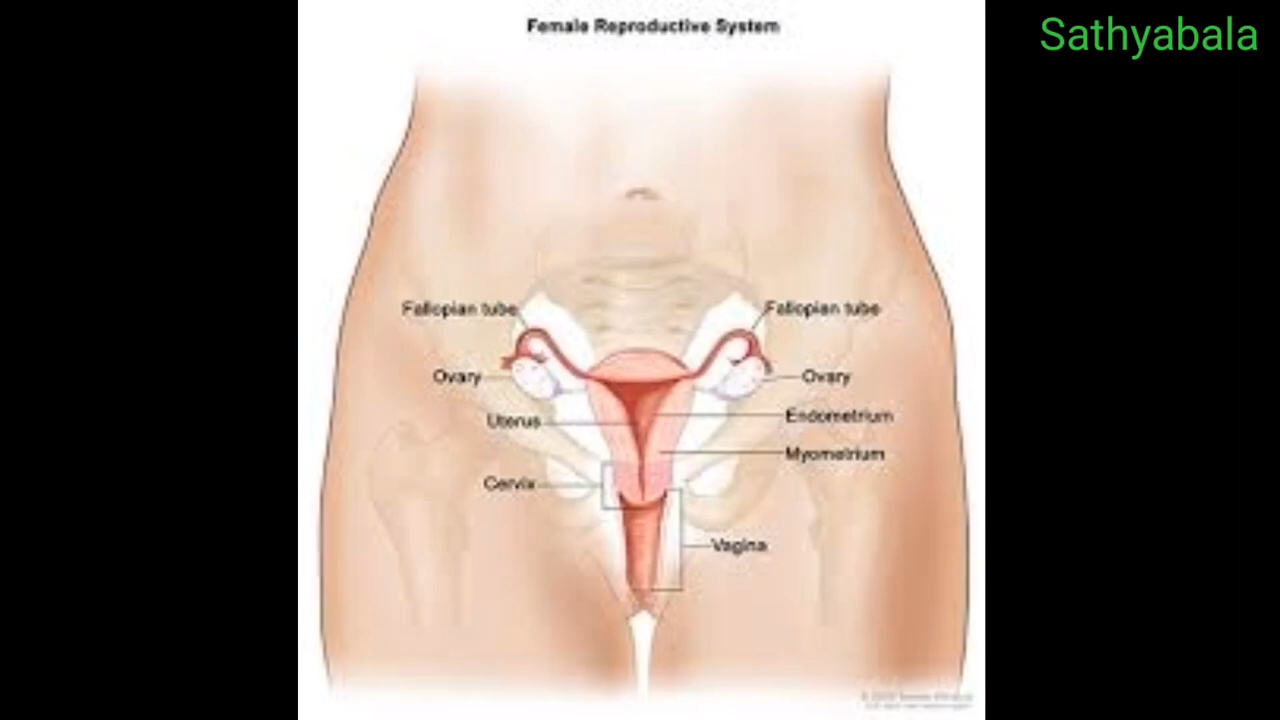 Female Reproductive System
Sathyabala
Fallopian tube
Fallopian tube
Ovary
Ovary
Uterus
Endometrium
Myometrium
Cervix
Vagina